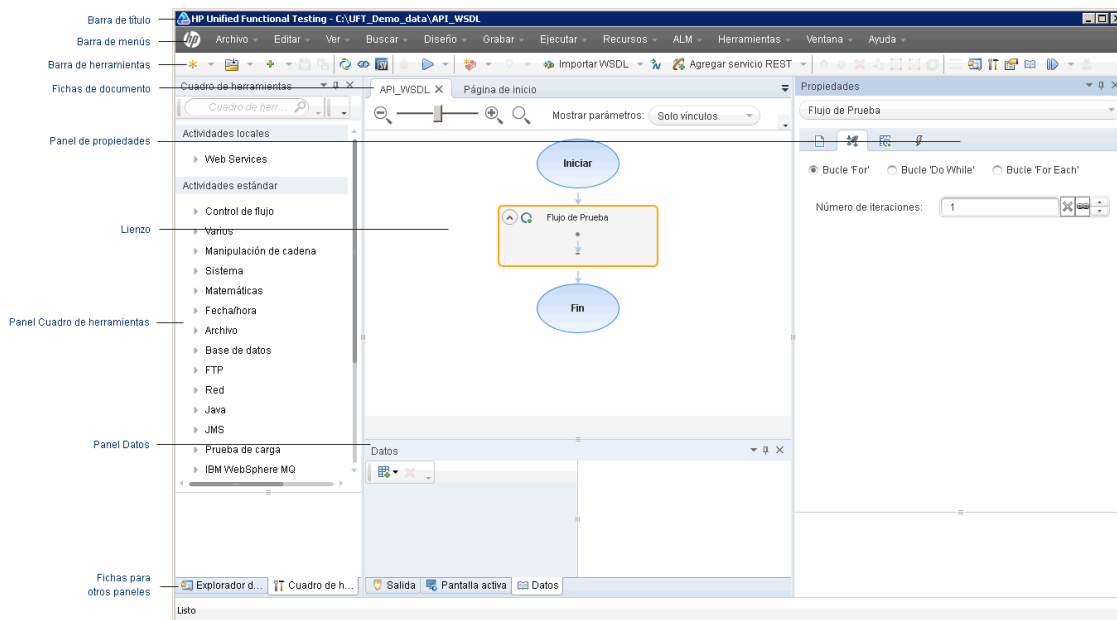 Barra de título
HP Unified Functional Testing - C:\UFT_Demo_data\API_WSDL
Barra de menús
hp Archivo Editar Ver Buscar Diseño Grabar Ejecutar Recursos ALM Herramientas Ventana Ayuda
Barra de herramientas
Importar WSDL Agregar servicio REST
Fichas de documento
Cuadro de herramientas
API_WSDL Página de inicio
Propiedades
Cuadro de herr...
Mostrar parámetros: Solo vínculos
Flujo de Prueba
Panel de propiedades
Actividades locales
Web Services
Actividades estándar
Control de flujo
Varios
Manipulación de cadena
Sistema
Matemáticas
Fecha/hora
Archivo
Base de datos
FTP
Red
Java
JMS
Prueba de carga
IBM WebSphere MQ
Iniciar
Flujo de Prueba
Fin
Bucle 'For' Bucle 'Do While' Bucle 'For Each'
Número de iteraciones: 1
Lienzo
Panel Cuadro de herramientas
Panel Datos
Datos
Fichas para
otros paneles
Explorador d... Cuadro de h... Salida Pantalla activa Datos
Listo